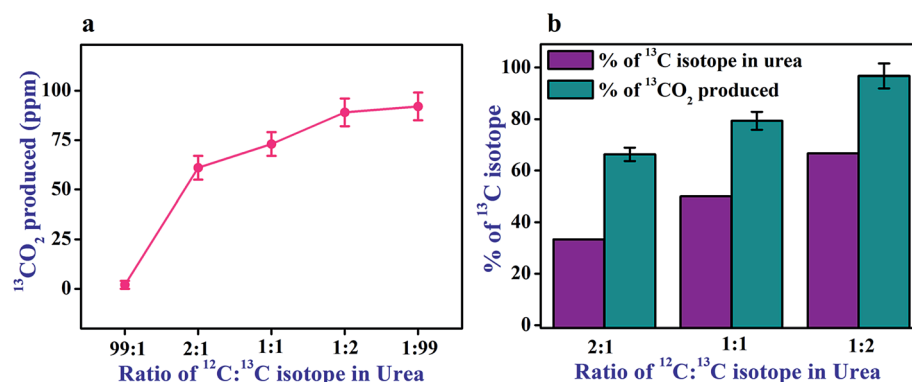 a
¹³CO₂ produced (ppm)
100
75
50
25
0
99:1 2:1 1:1 1:2 1:99
Ratio of ¹²C:¹³C isotope in Urea
b
% of ¹³C isotope in urea
% of ¹³CO₂ produced
% of ¹³C isotope
100
80
60
40
20
0
2:1 1:1 1:2
Ratio of ¹²C:¹³C isotope in Urea